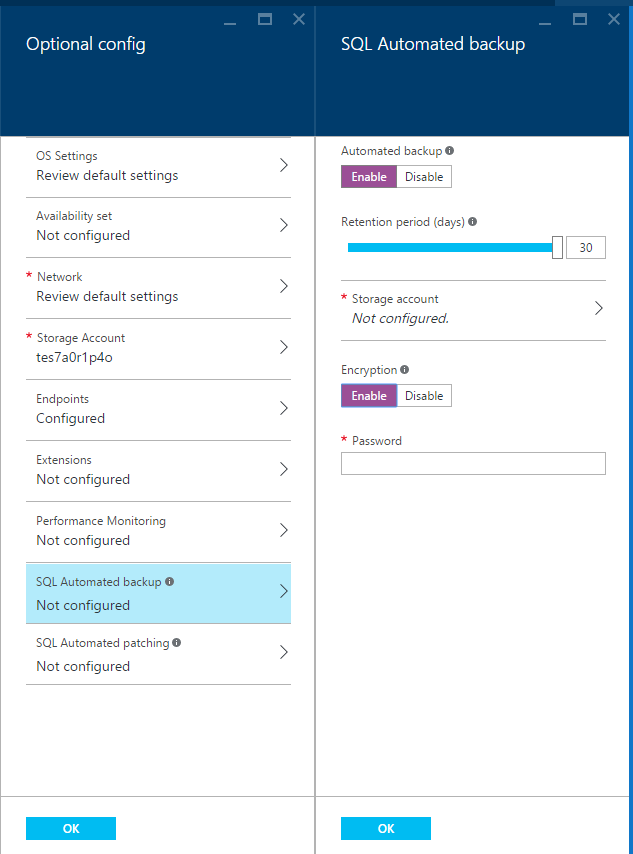 Optional config
OS Settings
Review default settings
Availability set
Not configured
* Network
Review default settings
* Storage Account
tes7a0r1p4o
Endpoints
Configured
Extensions
Not configured
Performance Monitoring
Not configured
SQL Automated backup
Not configured
SQL Automated patching
Not configured
OK
SQL Automated backup
Automated backup
Enable Disable
Retention period (days)
30
* Storage account
Not configured.
Encryption
Enable Disable
* Password
OK